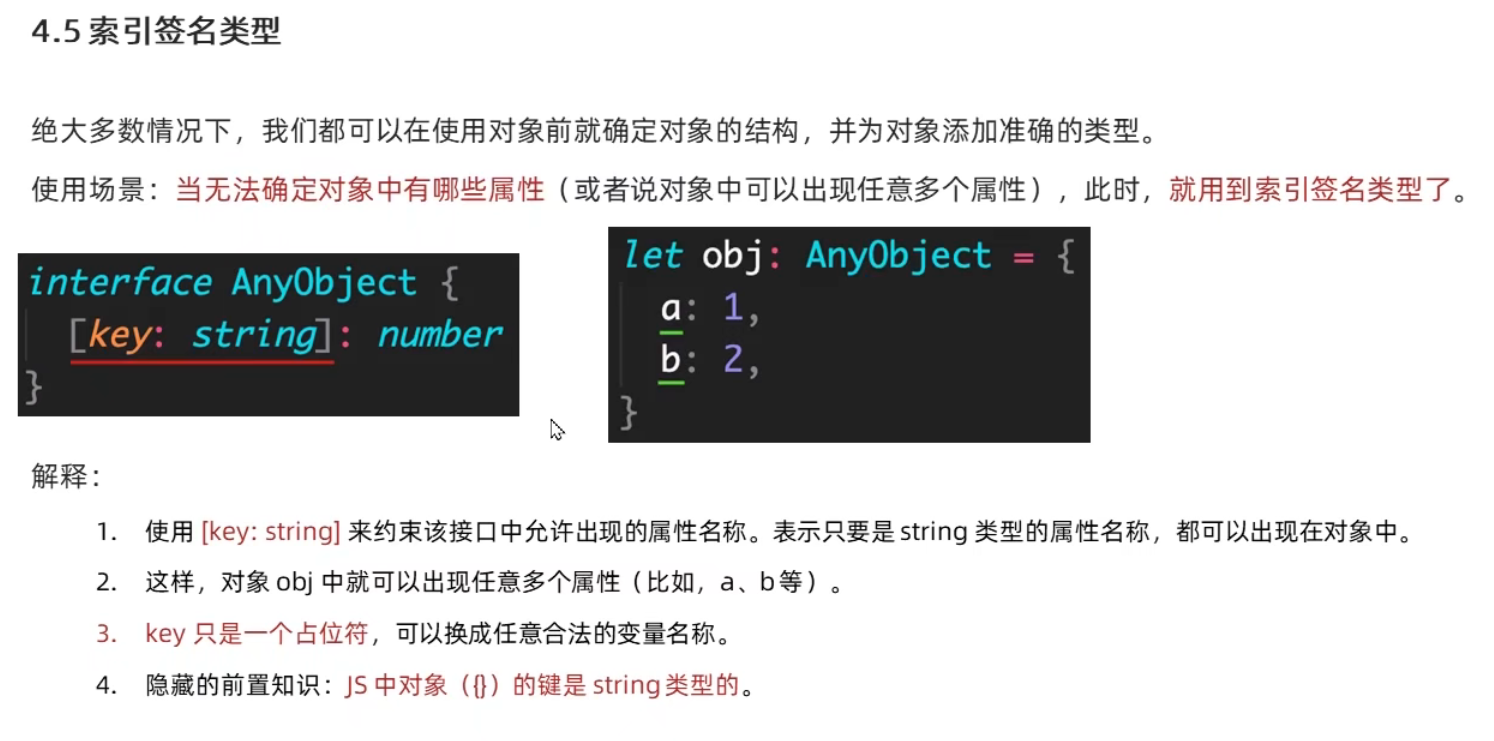 4.5 索引签名类型
绝大多数情况下，我们都可以在使用对象前就确定对象的结构，并为对象添加准确的类型。
使用场景：当无法确定对象中有哪些属性（或者说对象中可以出现任意多个属性），此时，就用到索引签名类型了。
interface AnyObject {
[key: string]: number
}
let obj: AnyObject = {
a: 1,
b: 2,
}
解释：
1. 使用 [key: string] 来约束该接口中允许出现的属性名称。表示只要是 string 类型的属性名称，都可以出现在对象中。
2. 这样，对象 obj 中就可以出现任意多个属性（比如，a、b 等）。
3. key 只是一个占位符，可以换成任意合法的变量名称。
4. 隐藏的前置知识：JS 中对象（{}）的键是 string 类型的。